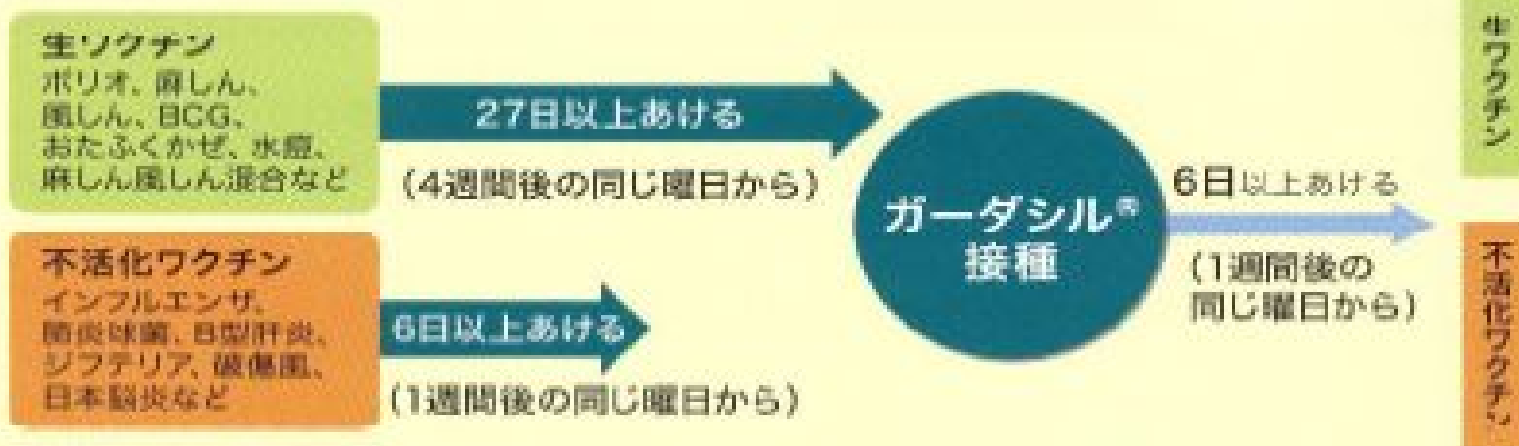 生ワクチン
ポリオ、麻しん、
風しん、BCG、
おたふくかぜ、水痘、
麻しん風しん混合など
27日以上あける
(4週間後の同じ曜日から)
不活化ワクチン
インフルエンザ、
肺炎球菌、B型肝炎、
ジフテリア、破傷風、
日本脳炎など
6日以上あける
(1週間後の同じ曜日から)
ガーダシル®
接種
6日以上あける
(1週間後の
同じ曜日から)
生ワクチン
不活化ワクチン